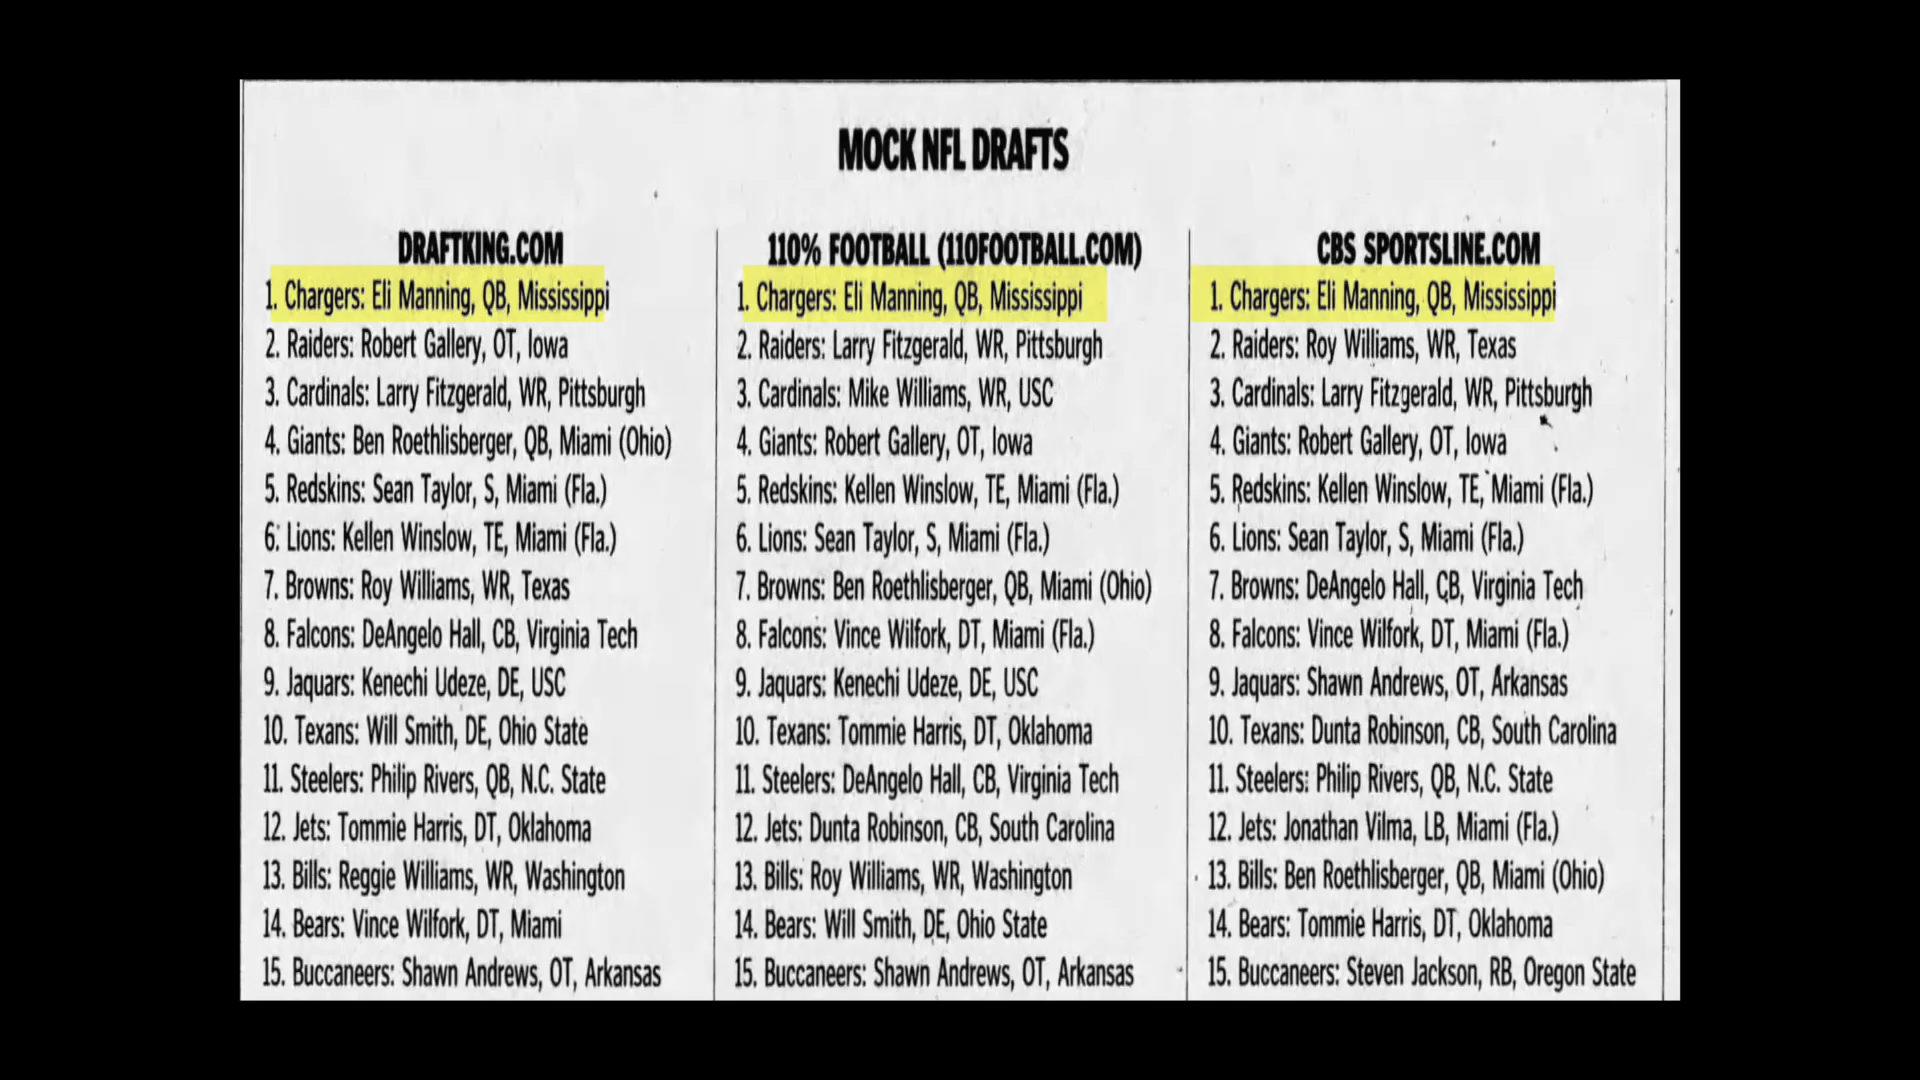 MOCK NFL DRAFTS
DRAFTKING.COM
1. Chargers: Eli Manning, QB, Mississippi
2. Raiders: Robert Gallery, OT, Iowa
3. Cardinals: Larry Fitzgerald, WR, Pittsburgh
4. Giants: Ben Roethlisberger, QB, Miami (Ohio)
5. Redskins: Sean Taylor, S, Miami (Fla.)
6. Lions: Kellen Winslow, TE, Miami (Fla.)
7. Browns: Roy Williams, WR, Texas
8. Falcons: DeAngelo Hall, CB, Virginia Tech
9. Jaquars: Kenechi Udeze, DE, USC
10. Texans: Will Smith, DE, Ohio State
11. Steelers: Philip Rivers, QB, N.C. State
12. Jets: Tommie Harris, DT, Oklahoma
13. Bills: Reggie Williams, WR, Washington
14. Bears: Vince Wilfork, DT, Miami
15. Buccaneers: Shawn Andrews, OT, Arkansas
110% FOOTBALL (110FOOTBALL.COM)
1. Chargers: Eli Manning, QB, Mississippi
2. Raiders: Larry Fitzgerald, WR, Pittsburgh
3. Cardinals: Mike Williams, WR, USC
4. Giants: Robert Gallery, OT, Iowa
5. Redskins: Kellen Winslow, TE, Miami (Fla.)
6. Lions: Sean Taylor, S, Miami (Fla.)
7. Browns: Ben Roethlisberger, QB, Miami (Ohio)
8. Falcons: Vince Wilfork, DT, Miami (Fla.)
9. Jaquars: Kenechi Udeze, DE, USC
10. Texans: Tommie Harris, DT, Oklahoma
11. Steelers: DeAngelo Hall, CB, Virginia Tech
12. Jets: Dunta Robinson, CB, South Carolina
13. Bills: Roy Williams, WR, Washington
14. Bears: Will Smith, DE, Ohio State
15. Buccaneers: Shawn Andrews, OT, Arkansas
CBS SPORTSLINE.COM
1. Chargers: Eli Manning, QB, Mississippi
2. Raiders: Roy Williams, WR, Texas
3. Cardinals: Larry Fitzgerald, WR, Pittsburgh
4. Giants: Robert Gallery, OT, Iowa
5. Redskins: Kellen Winslow, TE, Miami (Fla.)
6. Lions: Sean Taylor, S, Miami (Fla.)
7. Browns: DeAngelo Hall, CB, Virginia Tech
8. Falcons: Vince Wilfork, DT, Miami (Fla.)
9. Jaquars: Shawn Andrews, OT, Arkansas
10. Texans: Dunta Robinson, CB, South Carolina
11. Steelers: Philip Rivers, QB, N.C. State
12. Jets: Jonathan Vilma, LB, Miami (Fla.)
13. Bills: Ben Roethlisberger, QB, Miami (Ohio)
14. Bears: Tommie Harris, DT, Oklahoma
15. Buccaneers: Steven Jackson, RB, Oregon State